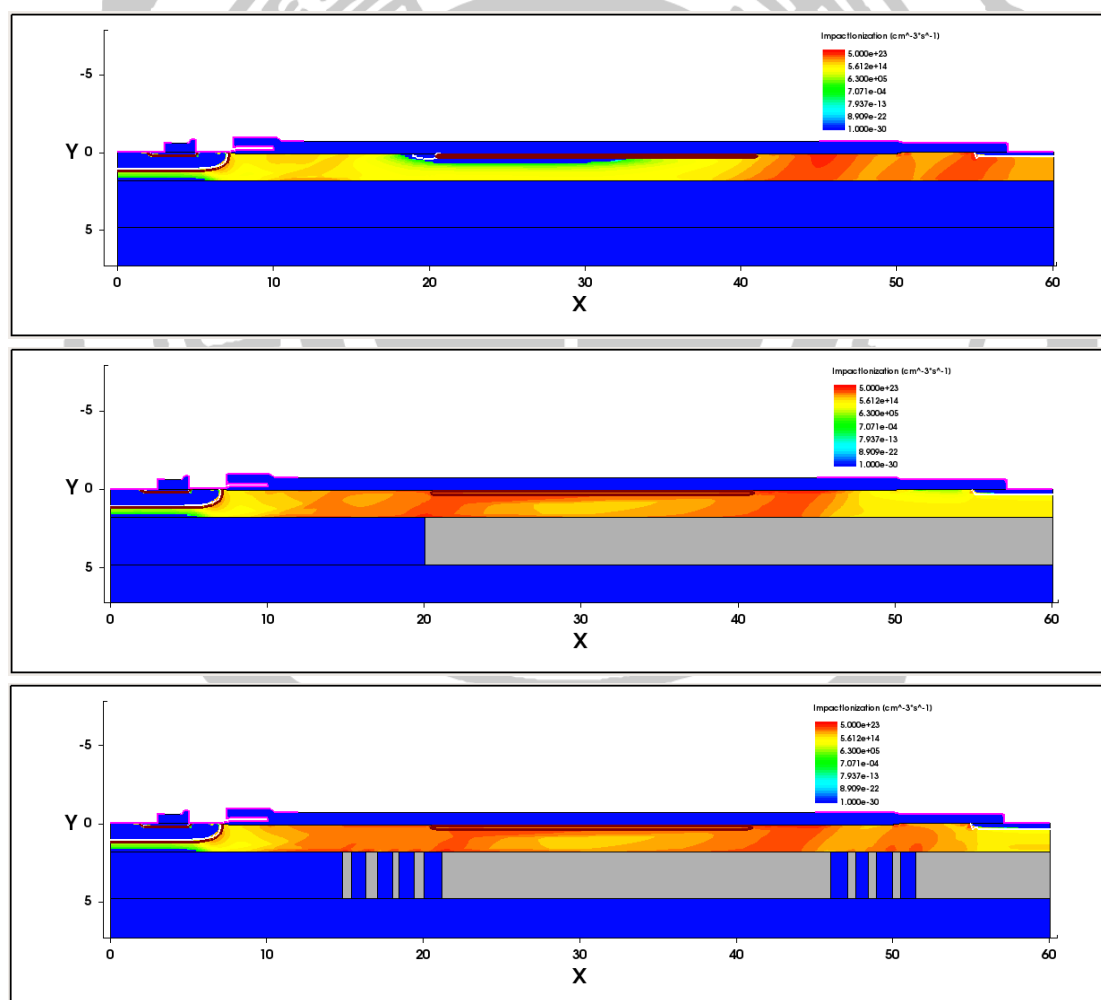 ImpactIonization (cm^-3*s^-1)
5.000e+23
5.612e+14
6.300e+05
7.071e-04
7.937e-13
8.909e-22
1.000e-30
-5
Y 0
5
0 10 20 30 40 50 60
X
ImpactIonization (cm^-3*s^-1)
5.000e+23
5.612e+14
6.300e+05
7.071e-04
7.937e-13
8.909e-22
1.000e-30
-5
Y 0
5
0 10 20 30 40 50 60
X
ImpactIonization (cm^-3*s^-1)
5.000e+23
5.612e+14
6.300e+05
7.071e-04
7.937e-13
8.909e-22
1.000e-30
-5
Y 0
5
0 10 20 30 40 50 60
X